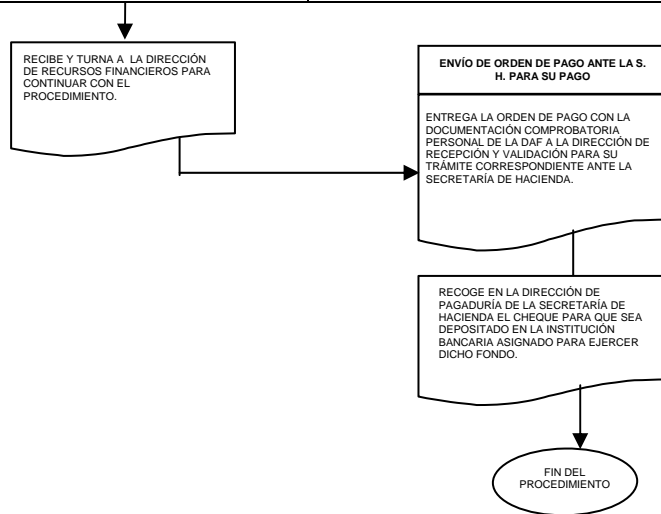 RECIBE Y TURNA A LA DIRECCIÓN
DE RECURSOS FINANCIEROS PARA
CONTINUAR CON EL
PROCEDIMIENTO.
ENVÍO DE ORDEN DE PAGO ANTE LA S.
H. PARA SU PAGO
ENTREGA LA ORDEN DE PAGO CON LA
DOCUMENTACIÓN COMPROBATORIA
PERSONAL DE LA DAF A LA DIRECCIÓN DE
RECEPCIÓN Y VALIDACIÓN PARA SU
TRÁMITE CORRESPONDIENTE ANTE LA
SECRETARÍA DE HACIENDA.
RECOGE EN LA DIRECCIÓN DE
PAGADURÍA DE LA SECRETARÍA DE
HACIENDA EL CHEQUE PARA QUE SEA
DEPOSITADO EN LA INSTITUCIÓN
BANCARIA ASIGNADO PARA EJERCER
DICHO FONDO.
FIN DEL
PROCEDIMIENTO